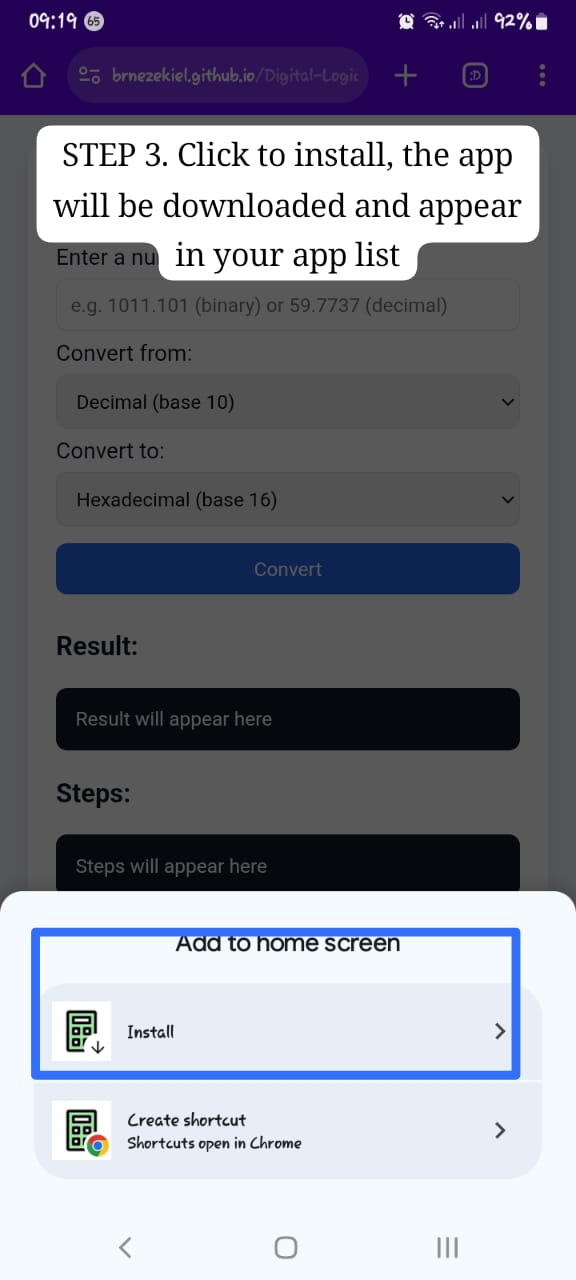 09:19 65 92%
brnezekiel.github.io/Digital-Logic
:D
STEP 3. Click to install, the app
will be downloaded and appear
in your app list
Enter a nu
e.g. 1011.101 (binary) or 59.7737 (decimal)
Convert from:
Decimal (base 10)
Convert to:
Hexadecimal (base 16)
Convert
Result:
Result will appear here
Steps:
Steps will appear here
Add to home screen
Install
Create shortcut
Shortcuts open in Chrome